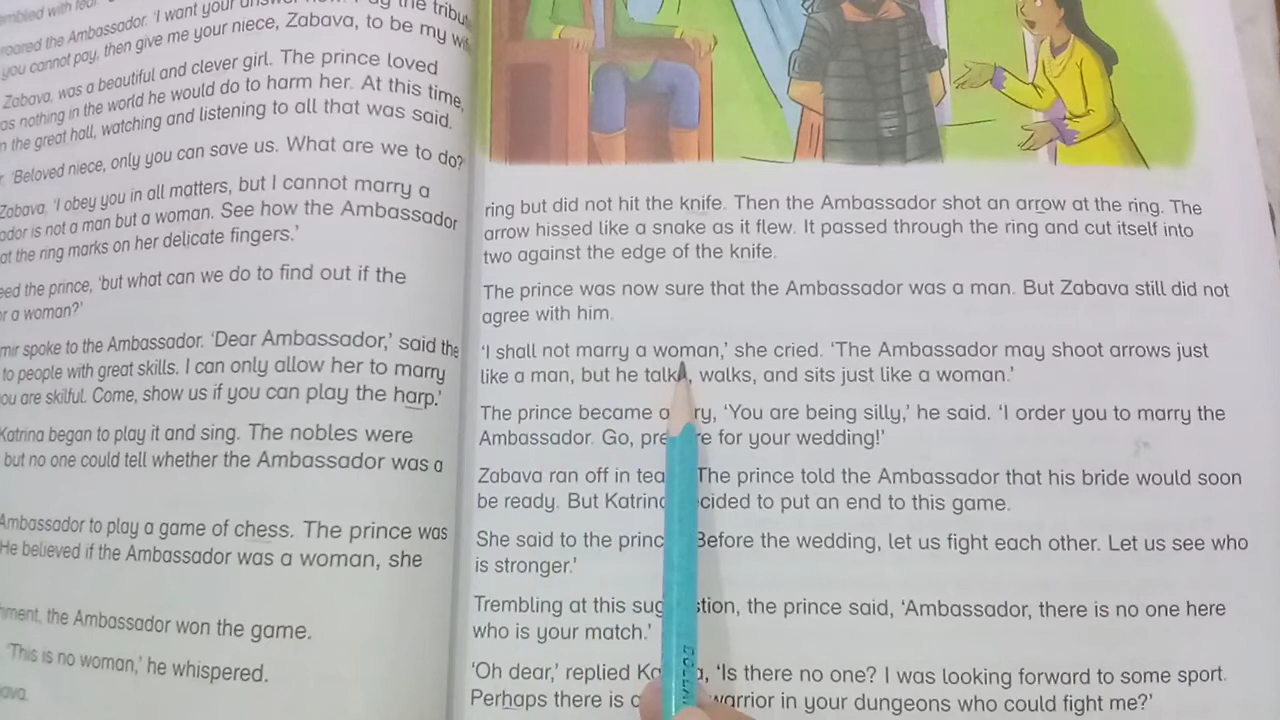 embled with fear.
roared the Ambassador. 'I want your
the tribu
you cannot pay, then give me your niece, Zabava, to be my wi
Zabava, was a beautiful and clever girl. The prince loved
as nothing in the world he would do to harm her. At this time,
n the great hall, watching and listening to all that was said.
r. 'Beloved niece, only you can save us. What are we to do?
Zabava, 'I obey you in all matters, but I cannot marry a
ador is not a man but a woman. See how the Ambassador
at the ring marks on her delicate fingers.'
eed the prince, 'but what can we do to find out if the
r a woman?'
mir spoke to the Ambassador. 'Dear Ambassador,' said the
to people with great skills. I can only allow her to marry
ou are skilful. Come, show us if you can play the harp.'
Katrina began to play it and sing. The nobles were
but no one could tell whether the Ambassador was a
Ambassador to play a game of chess. The prince was
He believed if the Ambassador was a woman, she
ment, the Ambassador won the game.
'This is no woman,' he whispered.
ava.
ring but did not hit the knife. Then the Ambassador shot an arrow at the ring. The
arrow hissed like a snake as it flew. It passed through the ring and cut itself into
two against the edge of the knife.
The prince was now sure that the Ambassador was a man. But Zabava still did not
agree with him.
'I shall not marry a woman,' she cried. 'The Ambassador may shoot arrows just
like a man, but he talk , walks, and sits just like a woman.'
The prince became a ry, 'You are being silly,' he said. 'I order you to marry the
Ambassador. Go, pre e for your wedding!'
Zabava ran off in tea The prince told the Ambassador that his bride would soon
be ready. But Katrina cided to put an end to this game.
She said to the princ Before the wedding, let us fight each other. Let us see who
is stronger.'
Trembling at this sug stion, the prince said, 'Ambassador, there is no one here
who is your match.'
'Oh dear,' replied Ka a, 'Is there no one? I was looking forward to some sport.
Perhaps there is warrior in your dungeons who could fight me?'